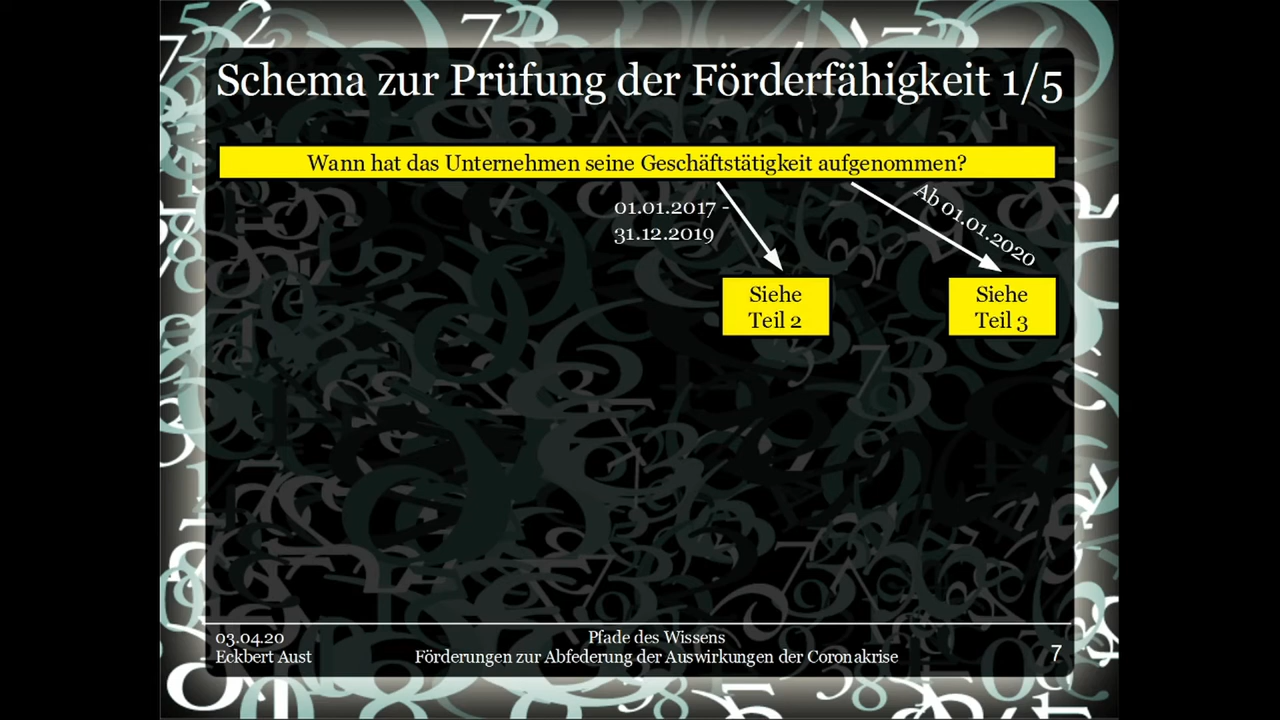 Schema zur Prüfung der Förderfähigkeit 1/5
Wann hat das Unternehmen seine Geschäftstätigkeit aufgenommen?
01.01.2017 -
31.12.2019
Ab 01.01.2020
Siehe
Teil 2
Siehe
Teil 3
03.04.20
Eckbert Aust
Pfade des Wissens
Förderungen zur Abfederung der Auswirkungen der Coronakrise
7